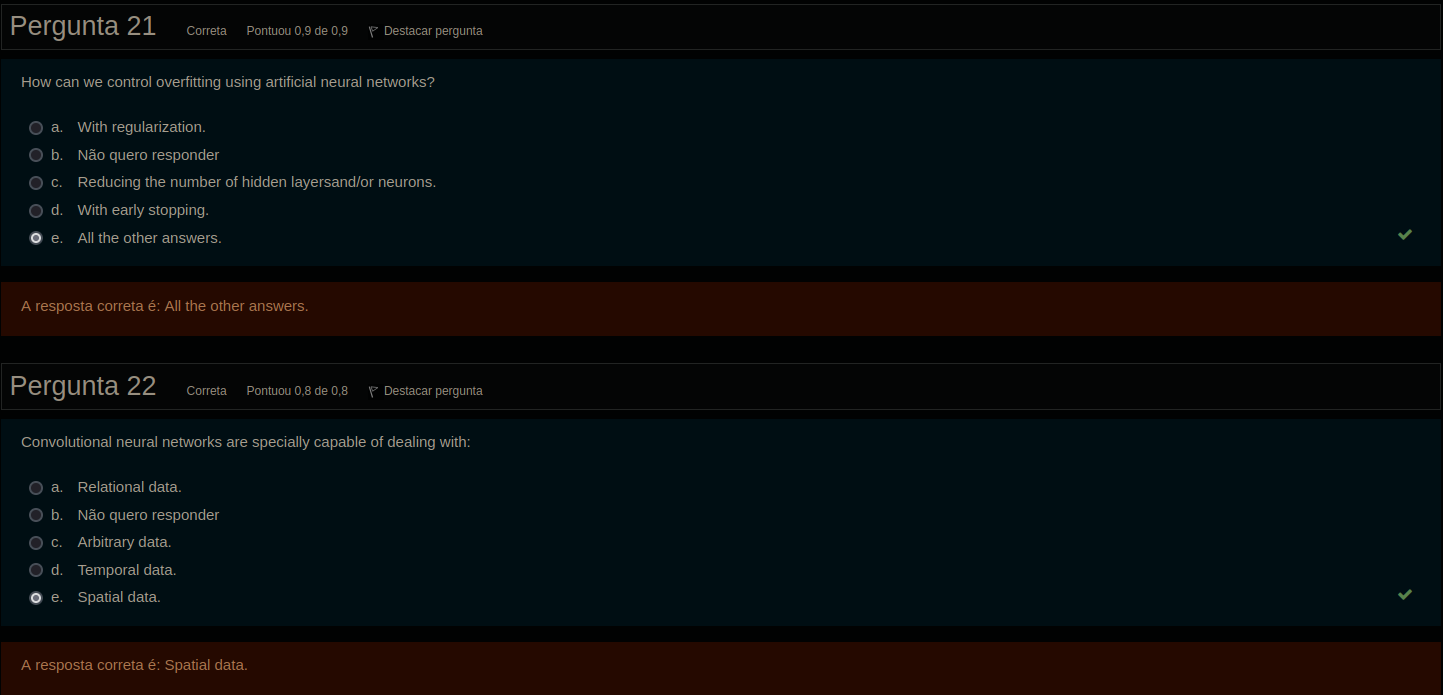 Pergunta 21 Correta Pontuou 0,9 de 0,9 Destacar pergunta
How can we control overfitting using artificial neural networks?
a. With regularization.
b. Não quero responder
c. Reducing the number of hidden layersand/or neurons.
d. With early stopping.
e. All the other answers.
A resposta correta é: All the other answers.
Pergunta 22 Correta Pontuou 0,8 de 0,8 Destacar pergunta
Convolutional neural networks are specially capable of dealing with:
a. Relational data.
b. Não quero responder
c. Arbitrary data.
d. Temporal data.
e. Spatial data.
A resposta correta é: Spatial data.